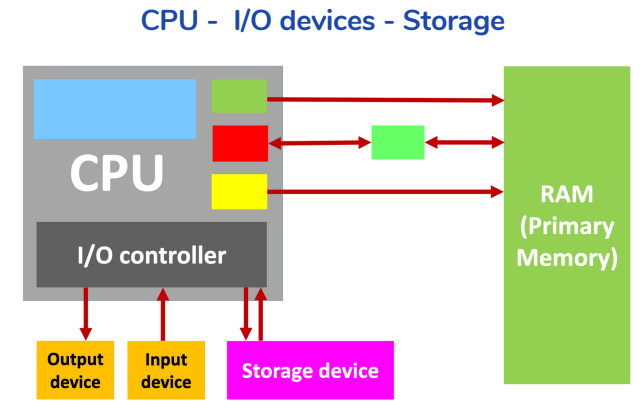 CPU - I/O devices - Storage
CPU
RAM
(Primary
Memory)
I/O controller
Output
device
Input
device
Storage device